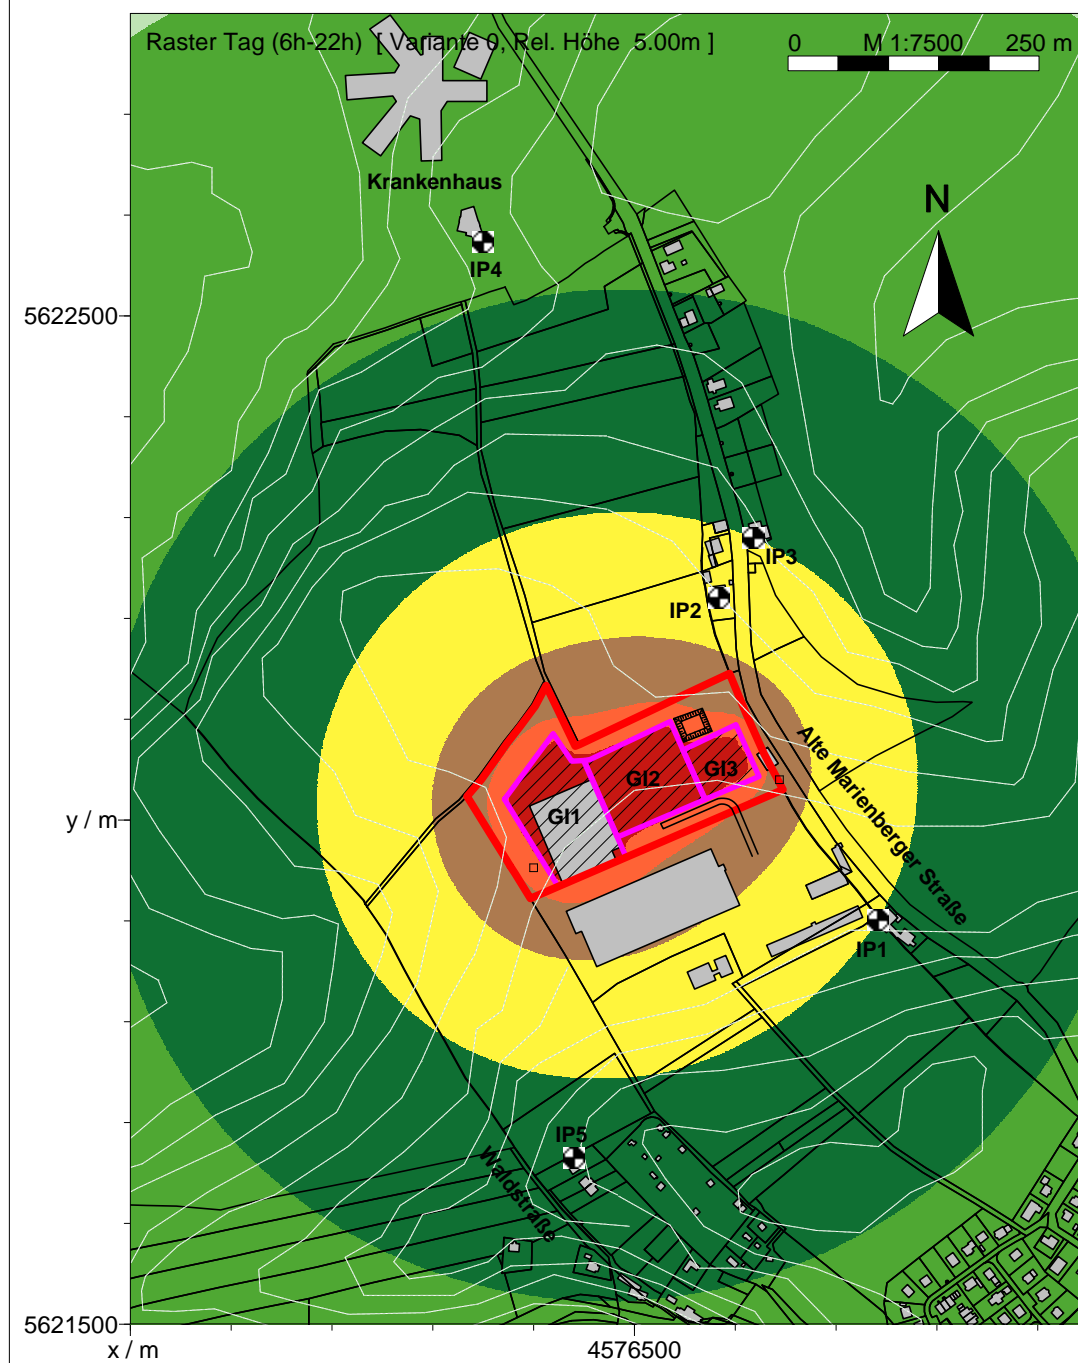 Raster Tag (6h-22h)  [ Variante 0, Rel. Höhe  5.00m ]
0 M 1:7500 250 m
Krankenhaus
N
IP4
5622500
IP3
IP2
Alte Marienberger Straße
GI2
GI3
GI1
y / m
IP1
IP5
Waldstraße
5621500
x / m
4576500